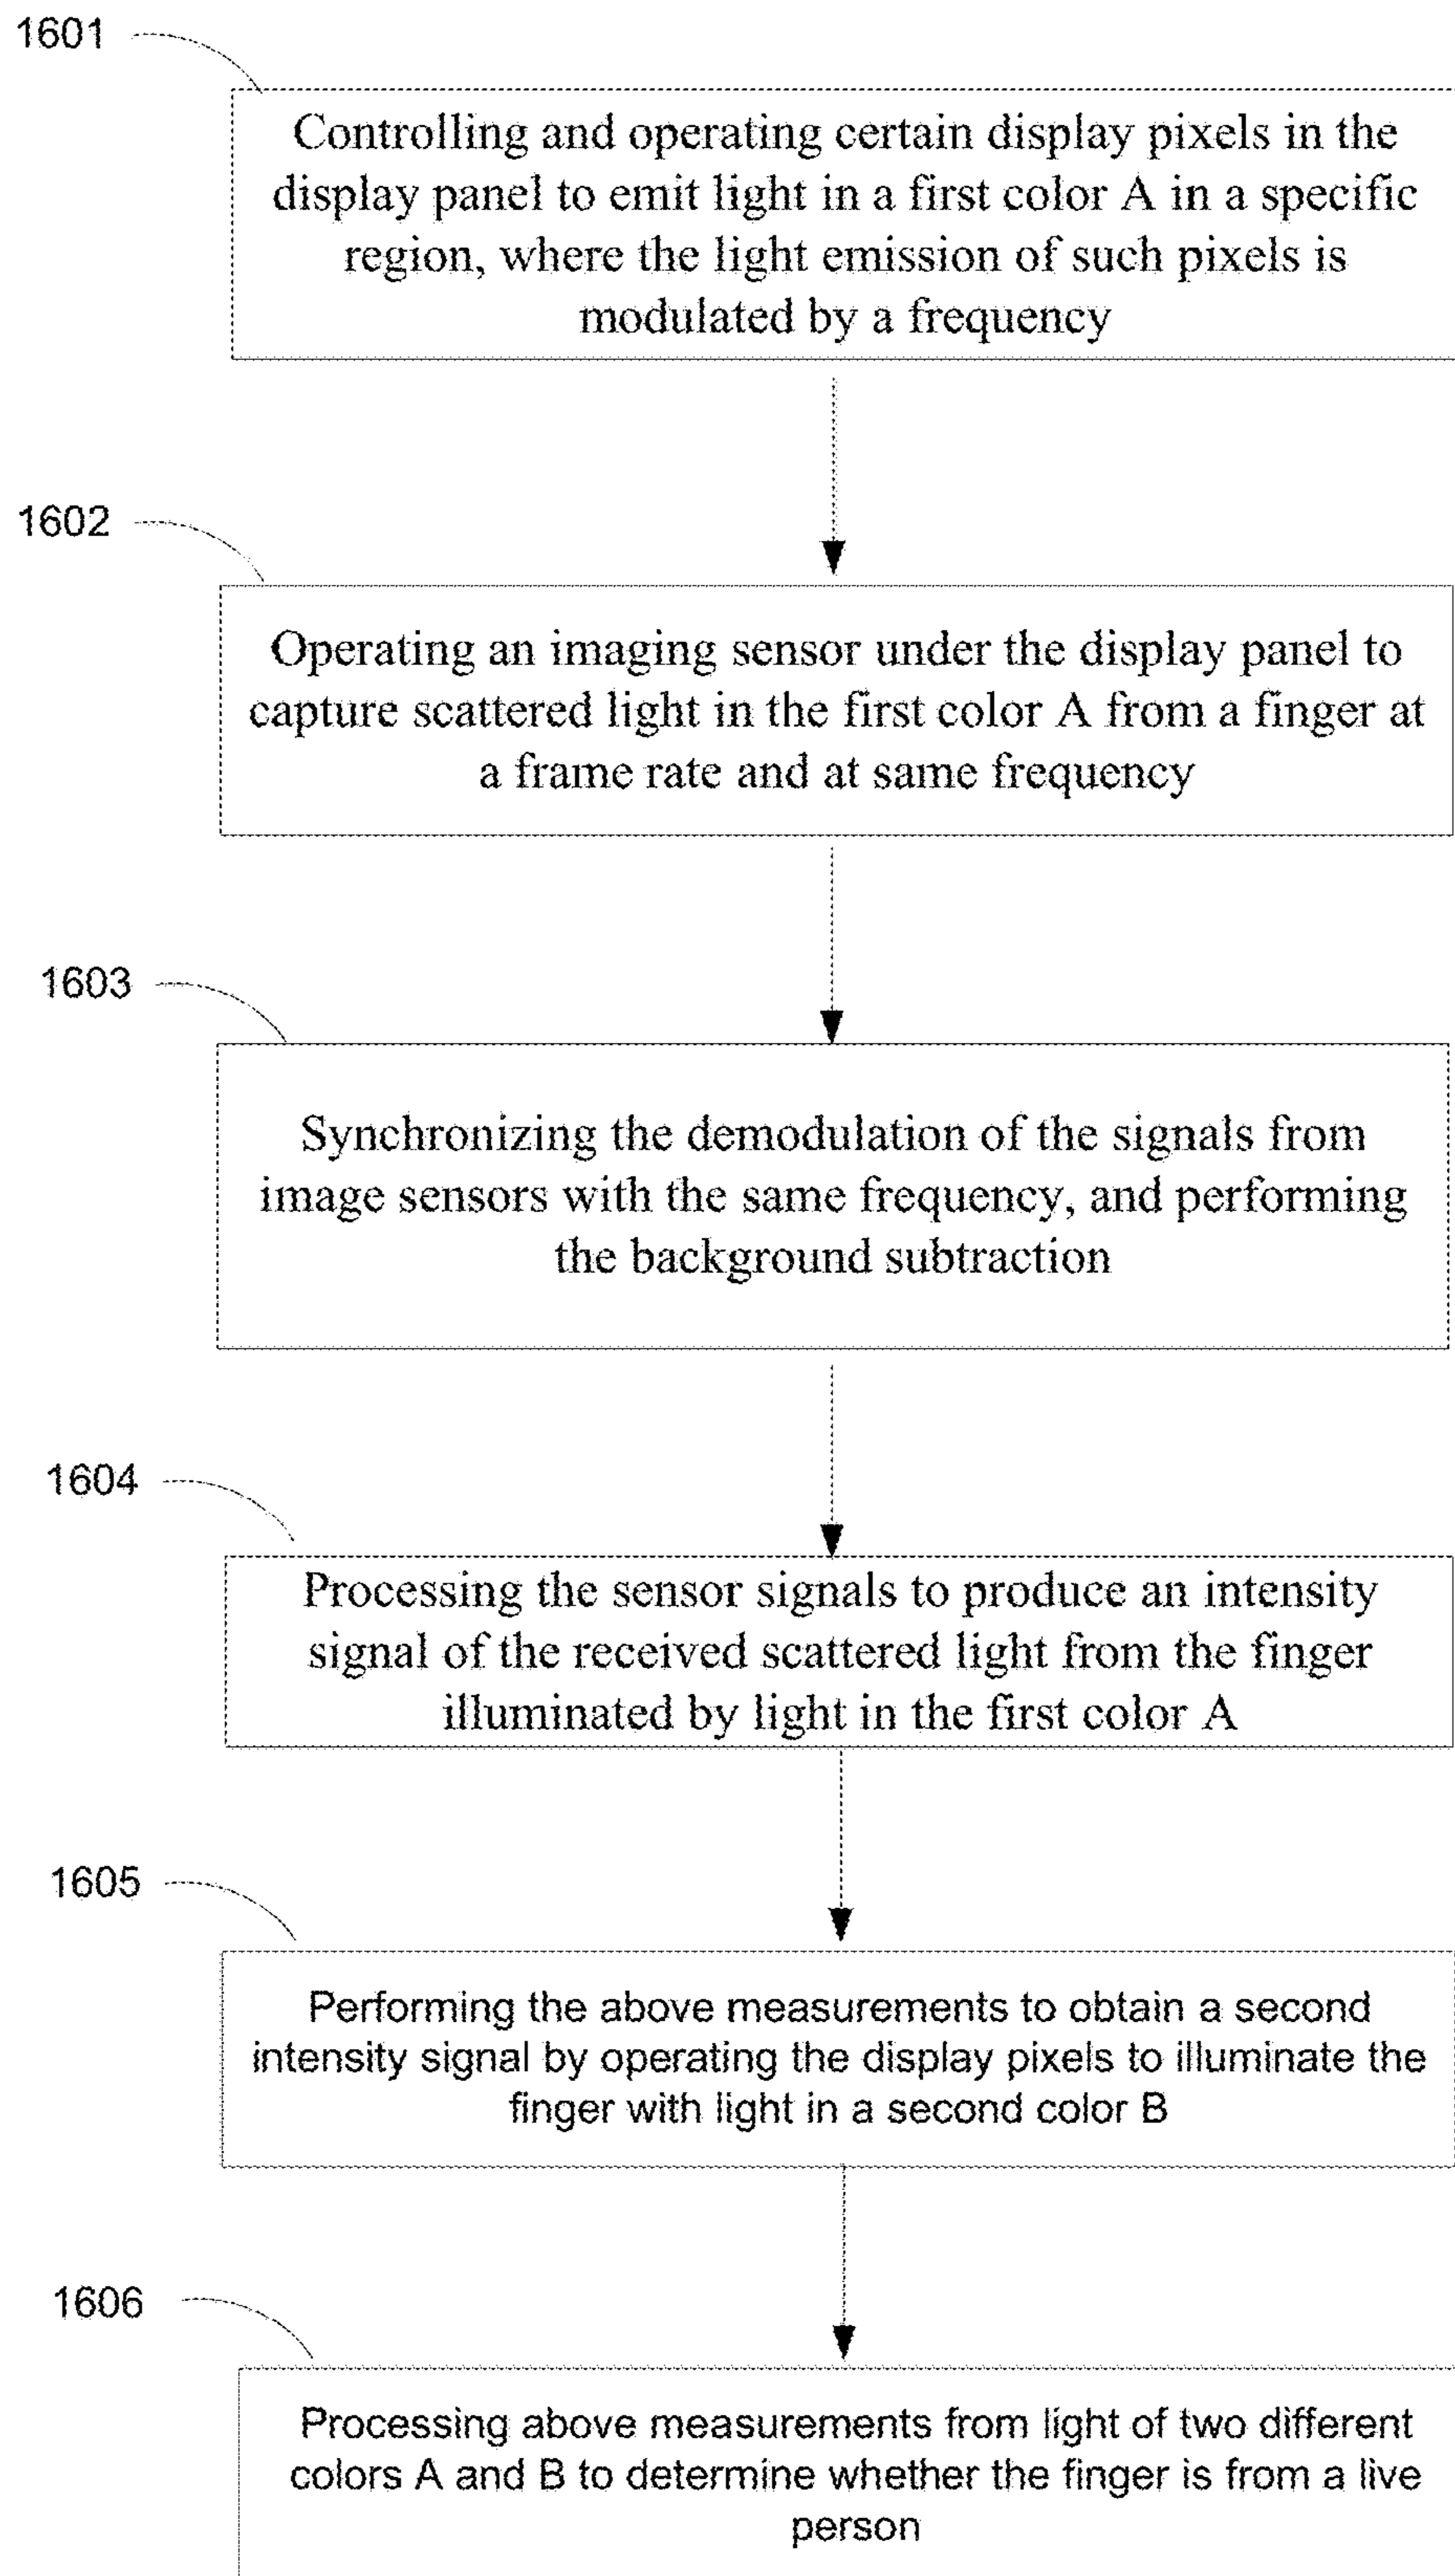 1601
Controlling and operating certain display pixels in the
display panel to emit light in a first color A in a specific
region, where the light emission of such pixels is
modulated by a frequency
1602
Operating an imaging sensor under the display panel to
capture scattered light in the first color A from a finger at
a frame rate and at same frequency
1603
Synchronizing the demodulation of the signals from
image sensors with the same frequency, and performing
the background subtraction
1604
Processing the sensor signals to produce an intensity
signal of the received scattered light from the finger
illuminated by light in the first color A
1605
Performing the above measurements to obtain a second
intensity signal by operating the display pixels to illuminate the
finger with light in a second color B
1606
Processing above measurements from light of two different
colors A and B to determine whether the finger is from a live
person